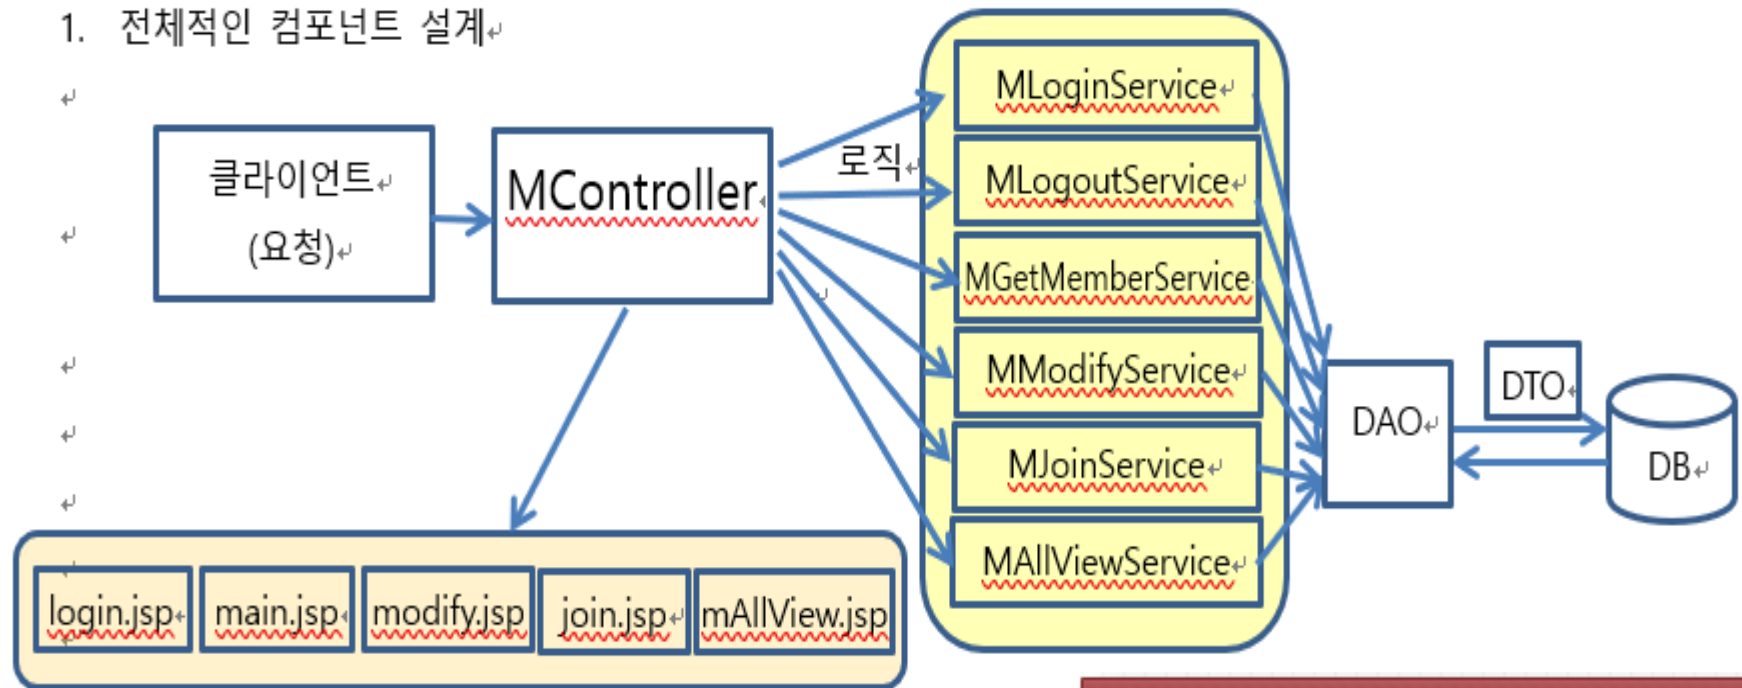 1. 전체적인 컴포넌트 설계
클라이언트
(요청)
MController
로직
MLoginService
MLogoutService
MGetMemberService
MModifyService
MJoinService
MAllViewService
DAO
DTO
DB
login.jsp
main.jsp
modify.jsp
join.jsp
mAllView.jsp